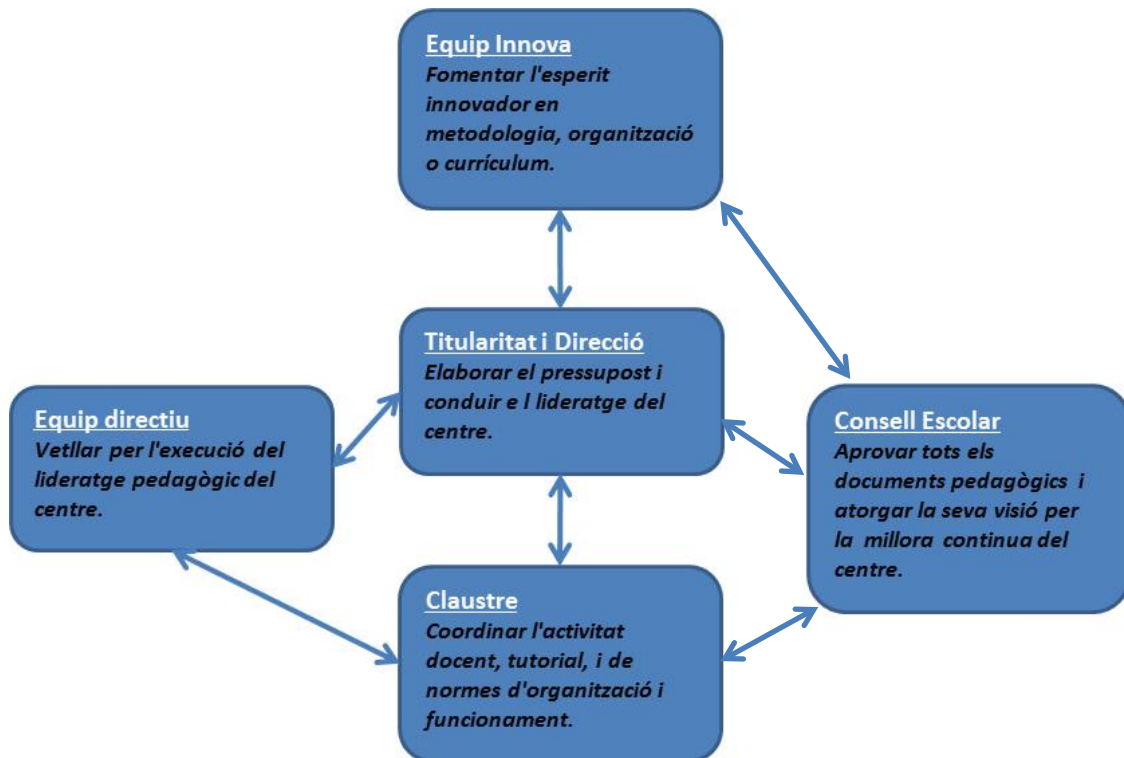 Equip Innova
Fomentar l'esperit
innovador en
metodologia, organització
o currículum.
Titularitat i Direcció
Elaborar el pressupost i
conduir e l lideratge del
centre.
Equip directiu
Vetllar per l'execució del
lideratge pedagògic del
centre.
Consell Escolar
Aprovar tots els
documents pedagògics i
atorgar la seva visió per
la millora continua del
centre.
Claustre
Coordinar l'activitat
docent, tutorial, i de
normes d'organització i
funcionament.